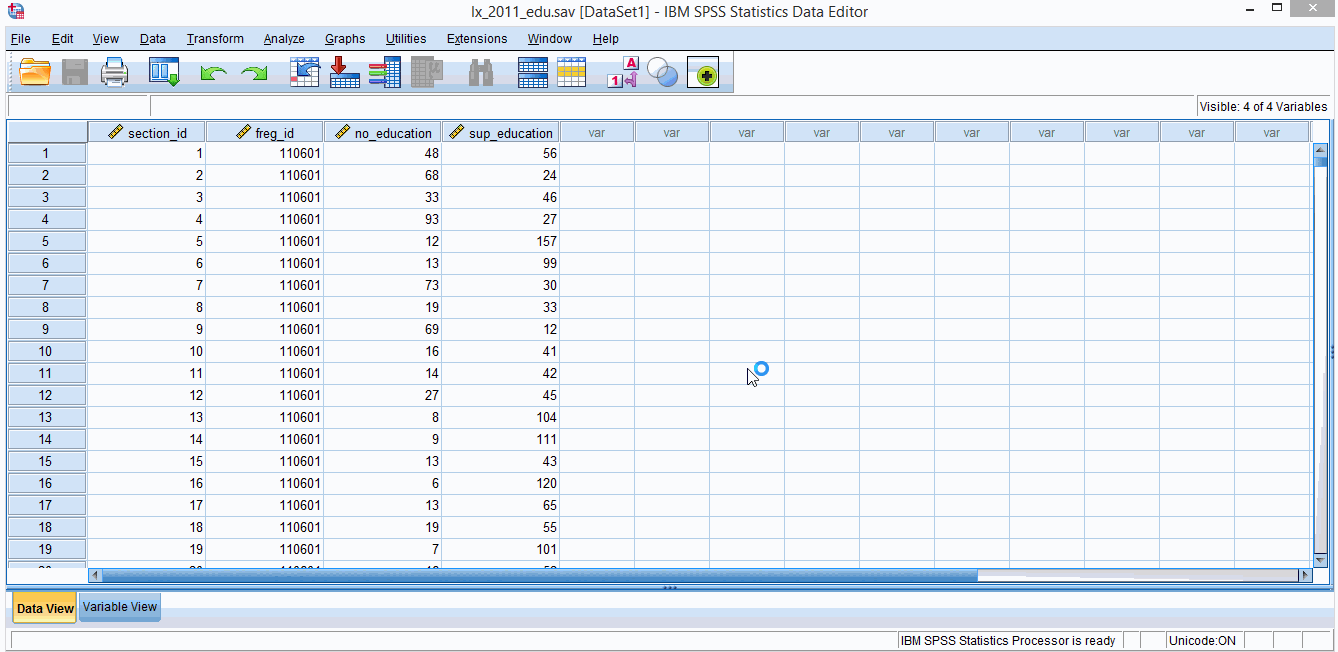 lx_2011_edu.sav [DataSet1] - IBM SPSS Statistics Data Editor
File Edit View Data Transform Analyze Graphs Utilities Extensions Window Help
A
1
Visible: 4 of 4 Variables
section_id freg_id no_education sup_education var var var var var var var var var var
1 1 110601 48 56
2 2 110601 68 24
3 3 110601 33 46
4 4 110601 93 27
5 5 110601 12 157
6 6 110601 13 99
7 7 110601 73 30
8 8 110601 19 33
9 9 110601 69 12
10 10 110601 16 41
11 11 110601 14 42
12 12 110601 27 45
13 13 110601 8 104
14 14 110601 9 111
15 15 110601 13 43
16 16 110601 6 120
17 17 110601 13 65
18 18 110601 19 55
19 19 110601 7 101
Data View Variable View
IBM SPSS Statistics Processor is ready Unicode:ON